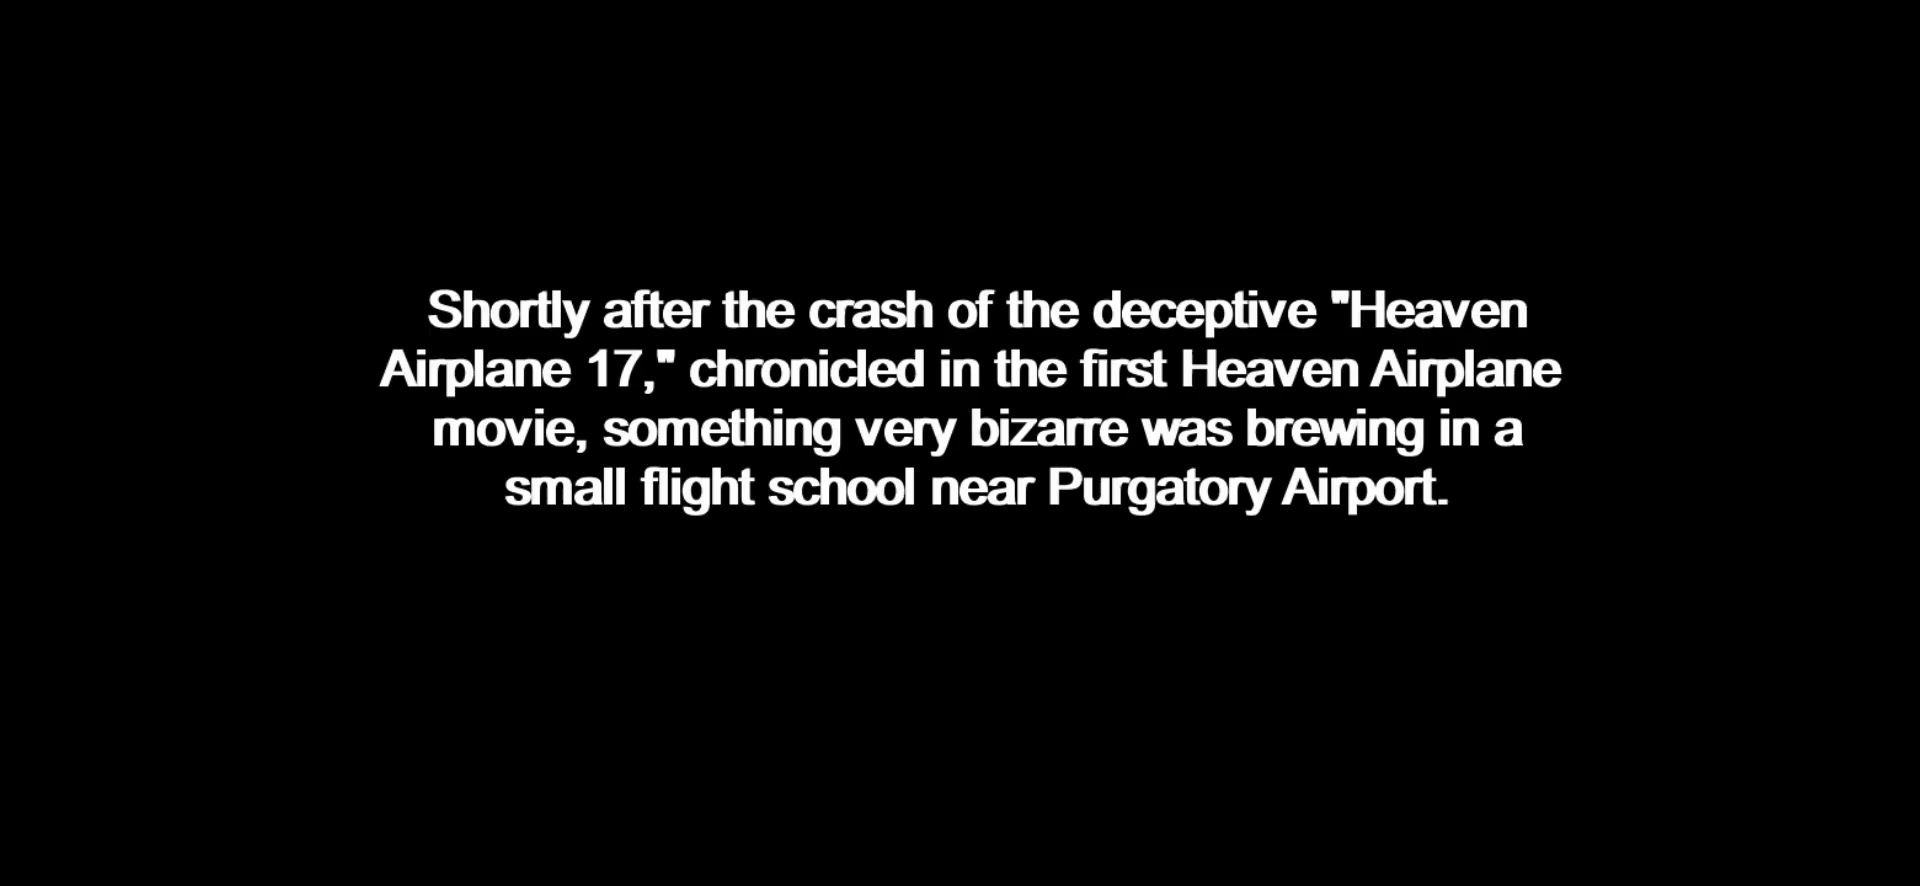 Shortly after the crash of the deceptive "Heaven
Airplane 17," chronicled in the first Heaven Airplane
movie, something very bizarre was brewing in a
small flight school near Purgatory Airport.